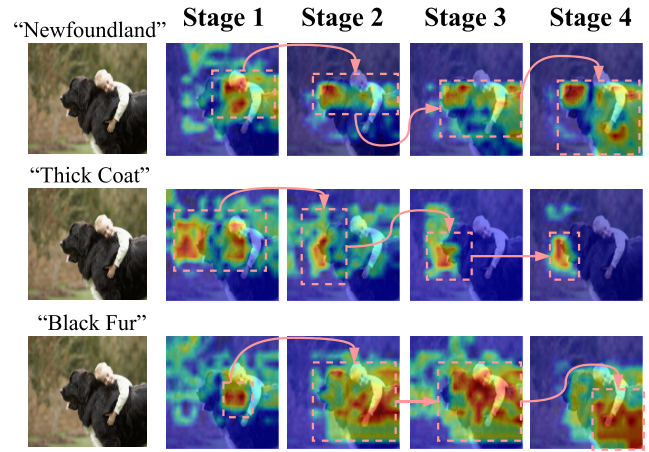 Stage 1 Stage 2 Stage 3 Stage 4
“Newfoundland”
“Thick Coat”
“Black Fur”